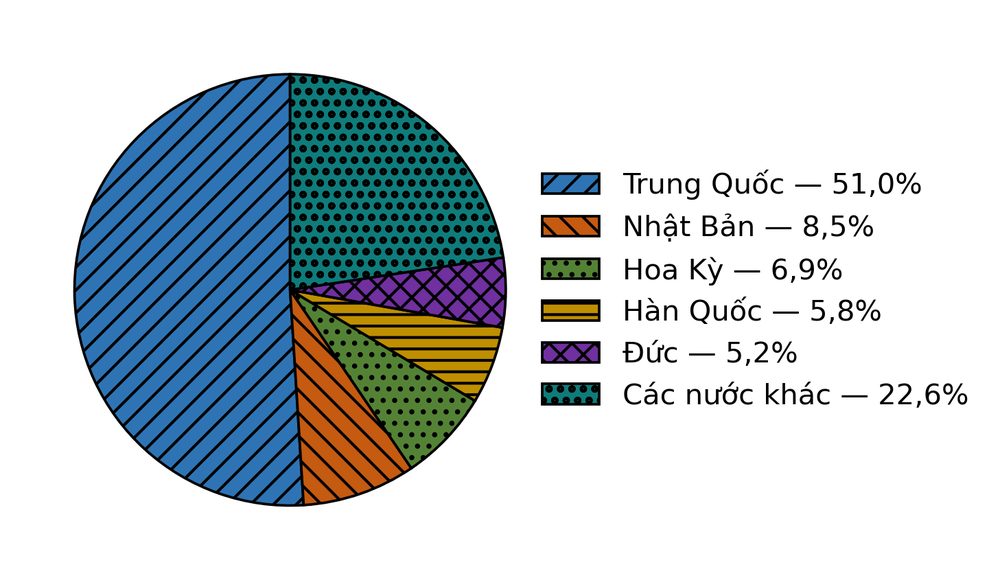 Trung Quốc — 51,0%
Nhật Bản — 8,5%
Hoa Kỳ — 6,9%
Hàn Quốc — 5,8%
Đức — 5,2%
Các nước khác — 22,6%